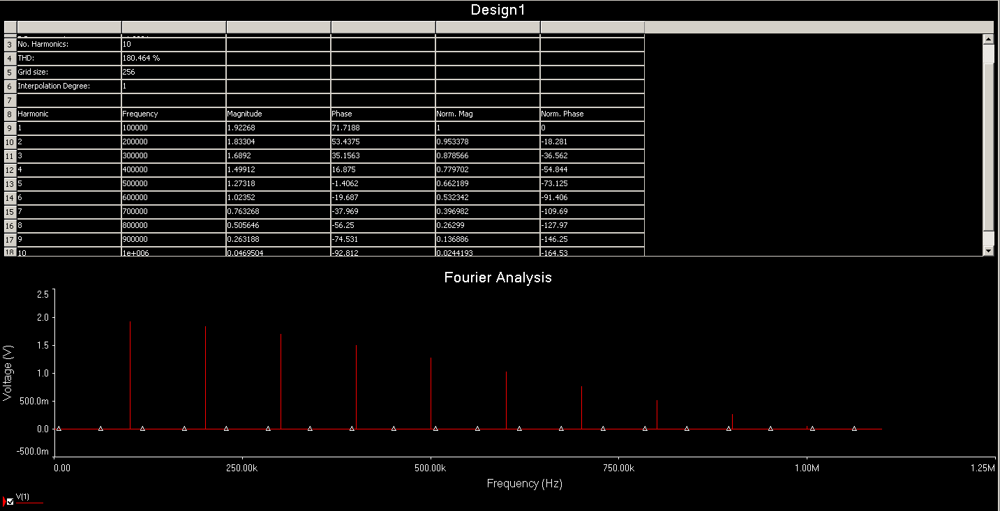 Design1
3 No. Harmonics: 10
4 THD: 180.464 %
5 Grid size: 256
6 Interpolation Degree: 1
7
8 Harmonic Frequency Magnitude Phase Norm. Mag Norm. Phase
9 1 100000 1.92268 71.7188 1 0
10 2 200000 1.83304 53.4375 0.953378 -18.281
11 3 300000 1.6892 35.1563 0.878566 -36.562
12 4 400000 1.49912 16.875 0.779702 -54.844
13 5 500000 1.27318 -1.4062 0.662189 -73.125
14 6 600000 1.02352 -19.687 0.532342 -91.406
15 7 700000 0.763268 -37.969 0.396982 -109.69
16 8 800000 0.505646 -56.25 0.26299 -127.97
17 9 900000 0.263188 -74.531 0.136886 -146.25
18 10 1e+006 0.0469504 -92.812 0.0244193 -164.53
Fourier Analysis
Voltage (V)
2.5
2.0
1.5
1.0
500.0m
0.0
-500.0m
0.00 250.00k 500.00k 750.00k 1.00M 1.25M
Frequency (Hz)
V(1)